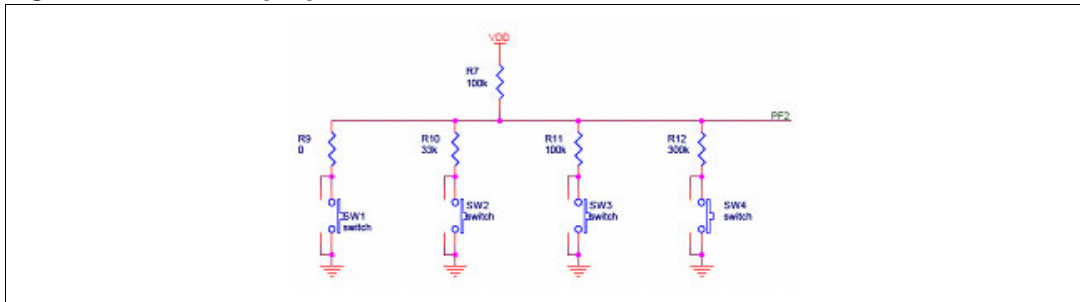 VDD
R7
100k
PF2
R9
0
R10
33k
R11
100k
R12
300k
SW1
switch
SW2
switch
SW3
switch
SW4
switch